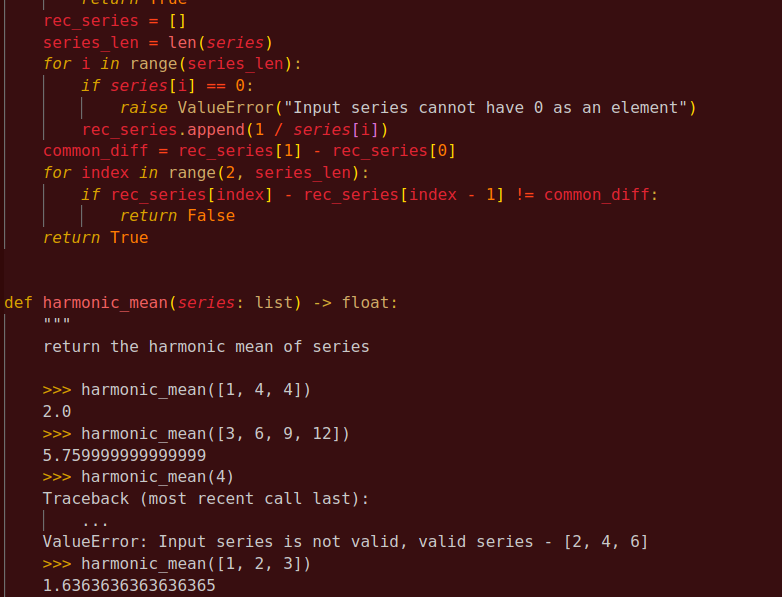 return True
rec_series = []
series_len = len(series)
for i in range(series_len):
if series[i] == 0:
raise ValueError("Input series cannot have 0 as an element")
rec_series.append(1 / series[i])
common_diff = rec_series[1] - rec_series[0]
for index in range(2, series_len):
if rec_series[index] - rec_series[index - 1] != common_diff:
return False
return True
def harmonic_mean(series: list) -> float:
"""
return the harmonic mean of series
>>> harmonic_mean([1, 4, 4])
2.0
>>> harmonic_mean([3, 6, 9, 12])
5.759999999999999
>>> harmonic_mean(4)
Traceback (most recent call last):
...
ValueError: Input series is not valid, valid series - [2, 4, 6]
>>> harmonic_mean([1, 2, 3])
1.6363636363636365